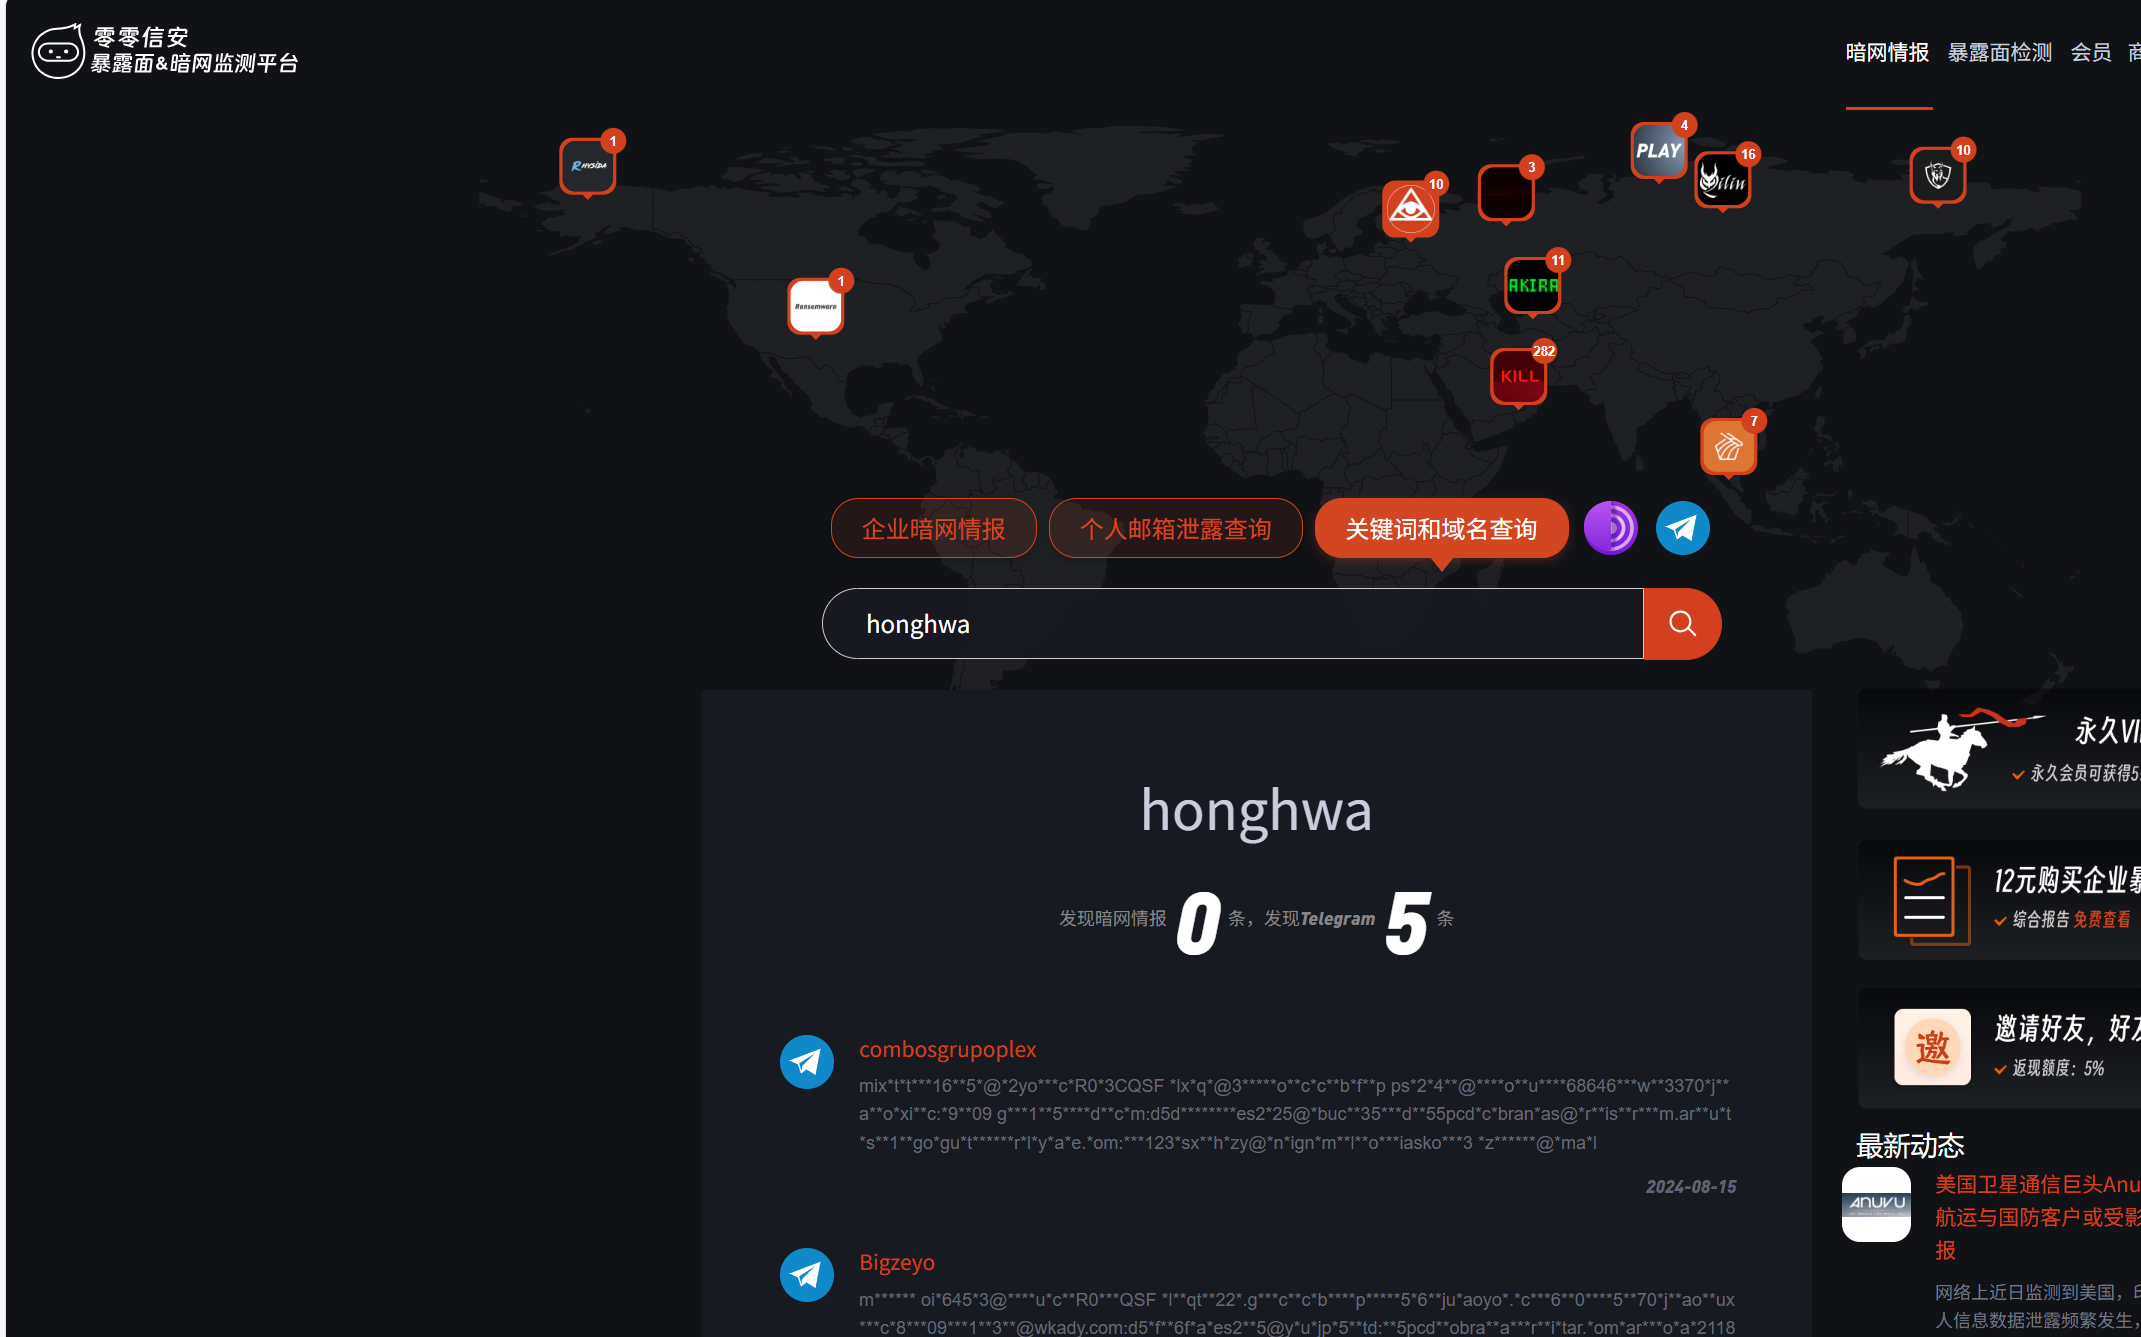 零零信安
暴露面&暗网监测平台
暗网情报 暴露面检测 会员
RHYSIDA
1
Ransomware
1
10
3
PLAY
4
Qilin
16
10
AKIRA
11
KILL
282
7
企业暗网情报 个人邮箱泄露查询 关键词和域名查询
honghwa
honghwa
发现暗网情报 0 条，发现Telegram 5 条
combosgrupoplex
mix*t*t***16**5*@*2yo***c*R0*3CQSF *lx*q*@3*****o**c*c**b*f**p ps*2*4**@****o**u****68646***w**3370*j**
a**o*xi**c:*9**09 g***1**5****d**c*m:d5d********es2*25@*buc**35***d**55pcd*c*bran*as@*r**is**r***m.ar**u*t
*s**1**go*gu*t******r*l*y*a*e.*om:***123*sx**h*zy@*n*ign*m**l**o***iasko***3 *z******@*ma*l
2024-08-15
Bigzeyo
m****** oi*645*3@****u*c**R0***QSF *l**qt**22*.g***c**c*b****p*****5*6**ju*aoyo*.*c***6**0****5**70*j**ao**ux
***c*8***09***1**3**@wkady.com:d5*f**6f*a*es2**5@y*u*jp*5**td:**5pcd**obra**a***r**i*tar.*om*ar***o*a*2118
永久VI
永久会员可获得5
12元购买企业暴
综合报告 免费查看
邀
邀请好友，好友
返现额度：5%
最新动态
ANUVU
美国卫星通信巨头Anu
航运与国防客户或受影
报
网络上近日监测到美国，
人信息数据泄露频繁发生，